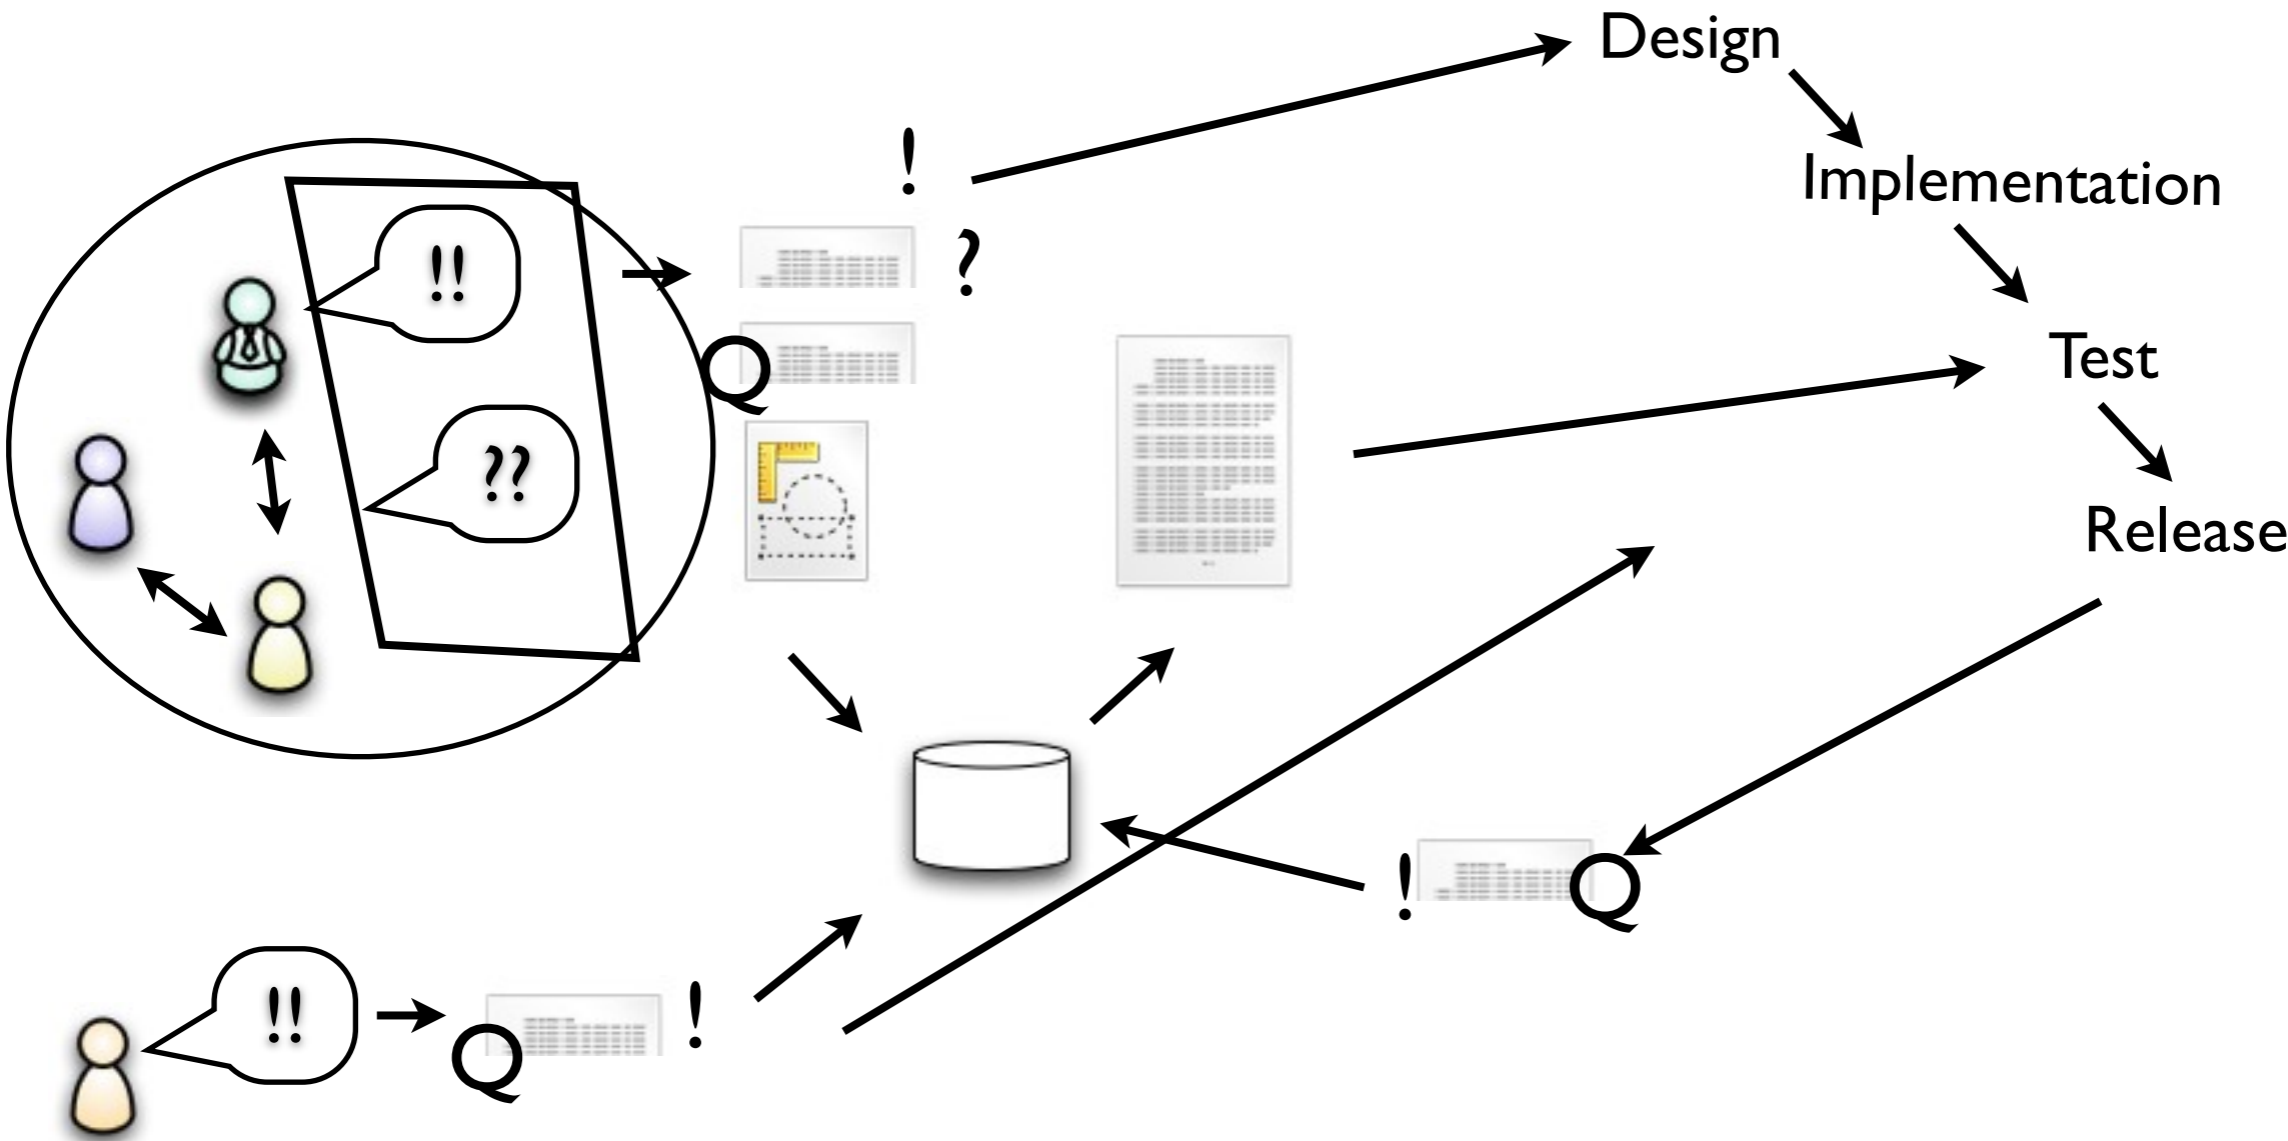 Design
!
Implementation
!!
?
Q
Test
??
Release
!
Q
!!
!
Q